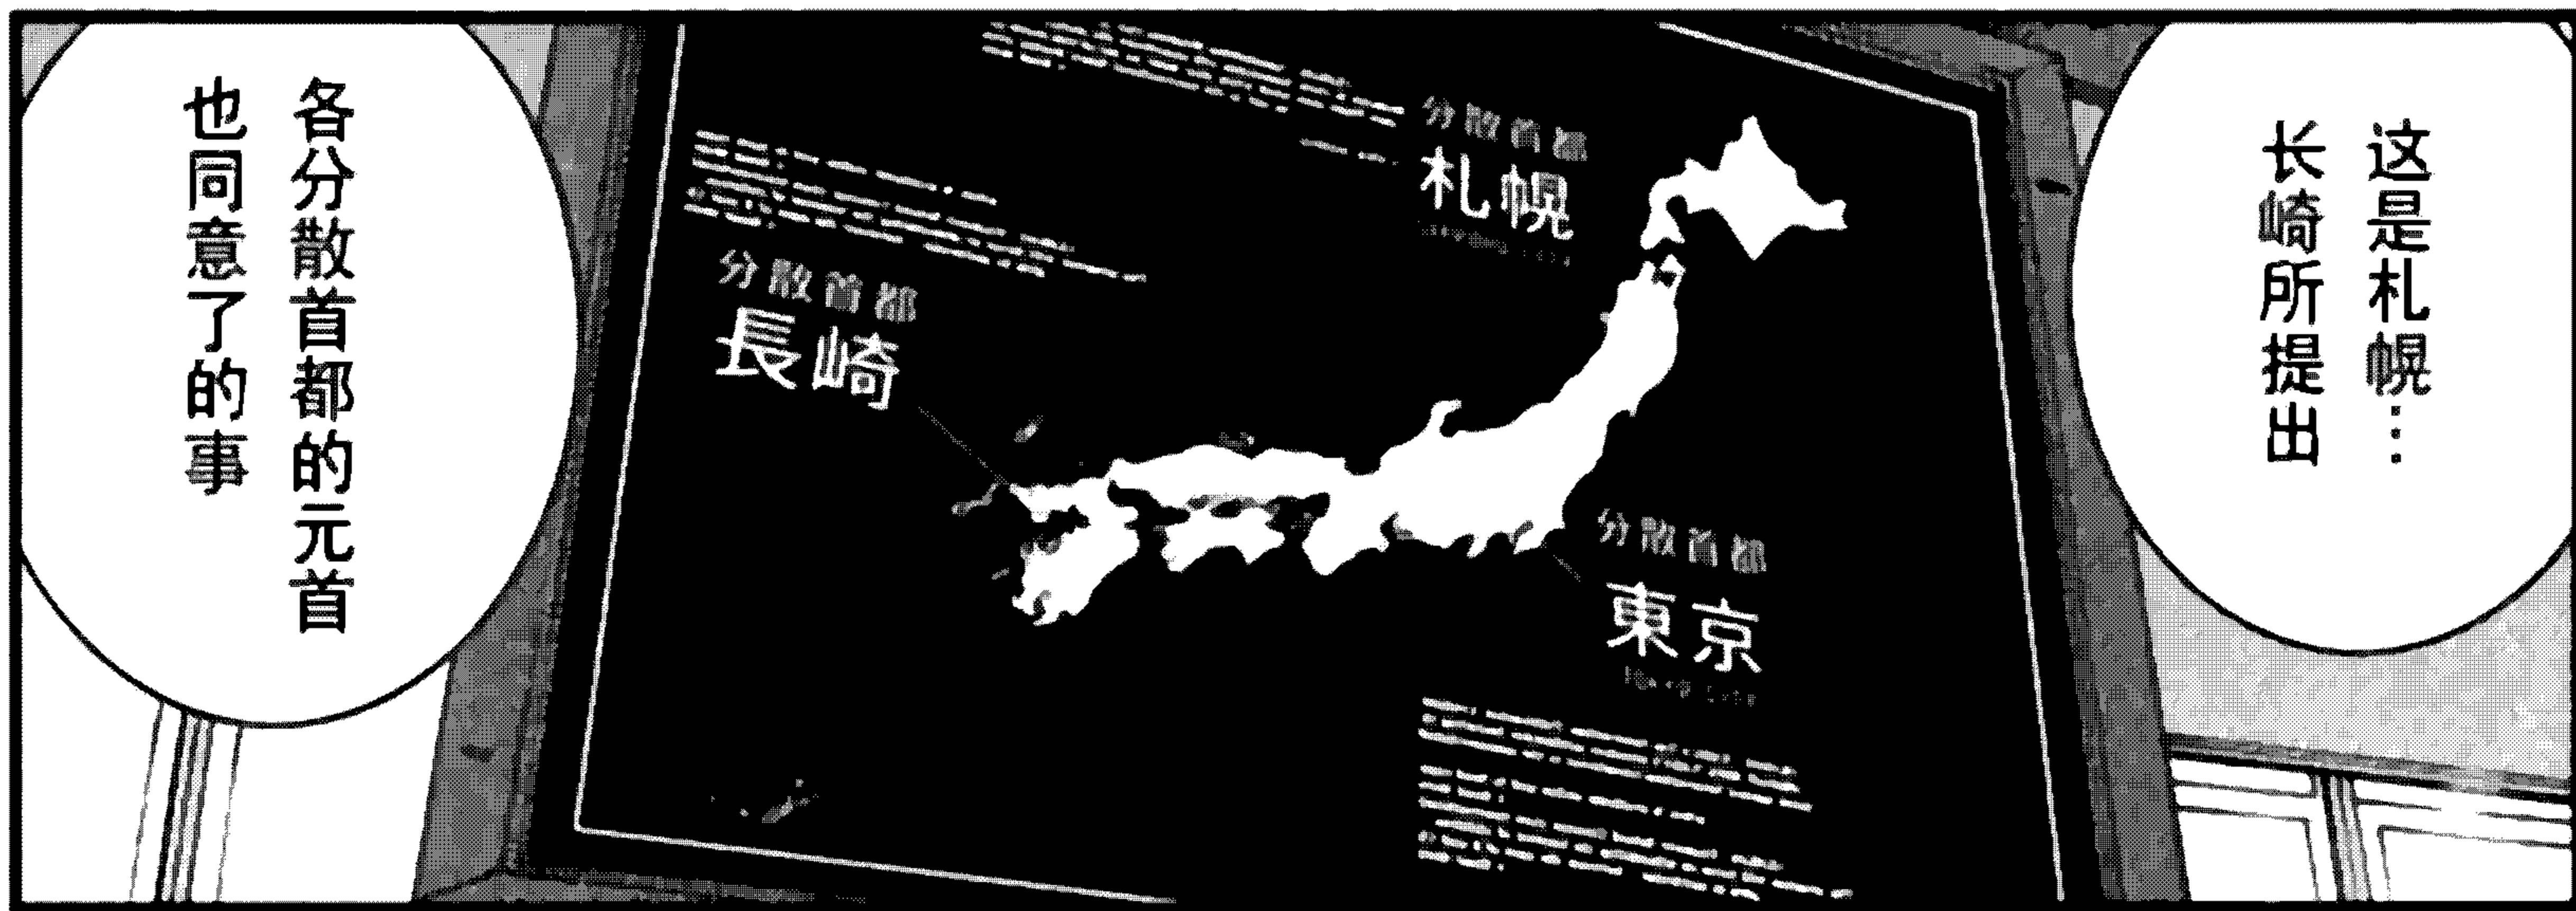 这是札幌…
长崎所提出
分散首都
札幌
分散首都
長崎
分散首都
東京
各分散首都的元首
也同意了的事